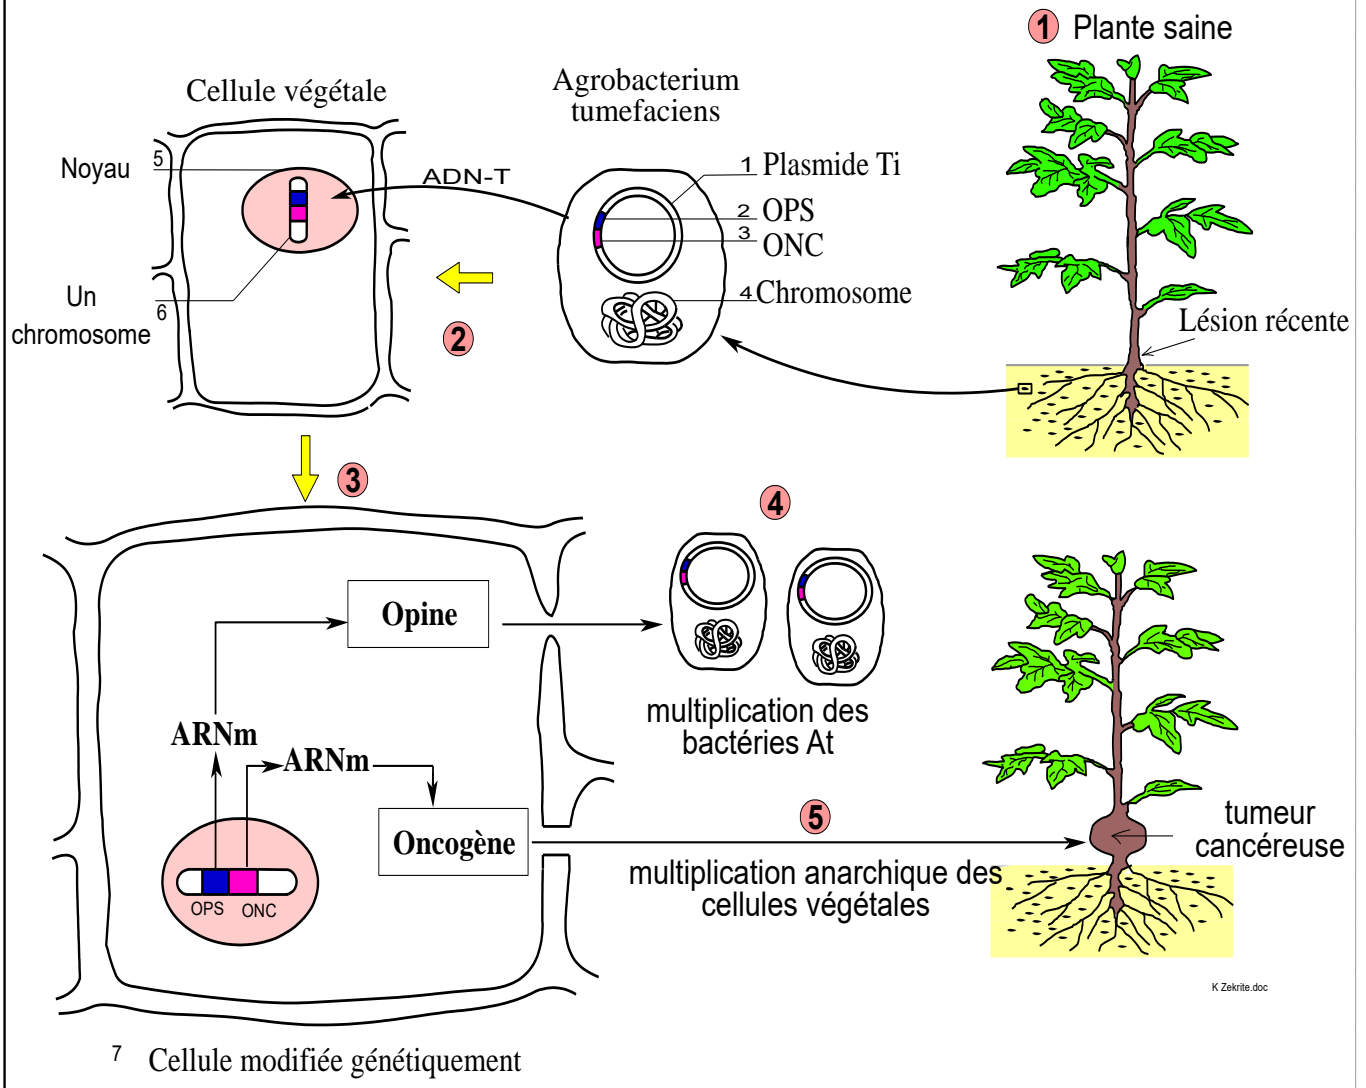 1 Plante saine
Cellule végétale
Agrobacterium
tumefaciens
Noyau
5
ADN-T
1 Plasmide Ti
2 OPS
3 ONC
Un
chromosome
6
4 Chromosome
2
Lésion récente
3
4
Opine
ARNm
ARNm
multiplication des
bactéries At
Oncogène
5
multiplication anarchique des
cellules végétales
tumeur
cancéreuse
OPS ONC
K Zekrite.doc
7 Cellule modifiée génétiquement